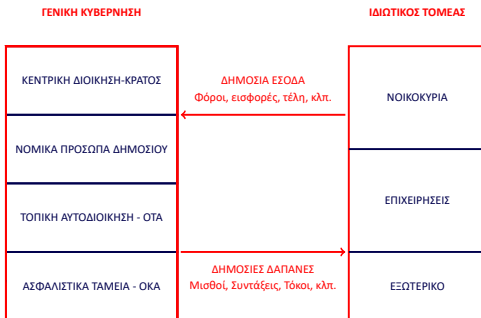 ΓΕΝΙΚΗ ΚΥΒΕΡΝΗΣΗ
ΙΔΙΩΤΙΚΟΣ ΤΟΜΕΑΣ
ΚΕΝΤΡΙΚΗ ΔΙΟΙΚΗΣΗ-ΚΡΑΤΟΣ
ΝΟΜΙΚΑ ΠΡΟΣΩΠΑ ΔΗΜΟΣΙΟΥ
ΤΟΠΙΚΗ ΑΥΤΟΔΙΟΙΚΗΣΗ - ΟΤΑ
ΑΣΦΑΛΙΣΤΙΚΑ ΤΑΜΕΙΑ - ΟΚΑ
ΔΗΜΟΣΙΑ ΕΣΟΔΑ
Φόροι, εισφορές, τέλη, κλπ.
ΔΗΜΟΣΙΕΣ ΔΑΠΑΝΕΣ
Μισθοί, Συντάξεις, Τόκοι, κλπ.
ΝΟΙΚΟΚΥΡΙΑ
ΕΠΙΧΕΙΡΗΣΕΙΣ
ΕΞΩΤΕΡΙΚΟ